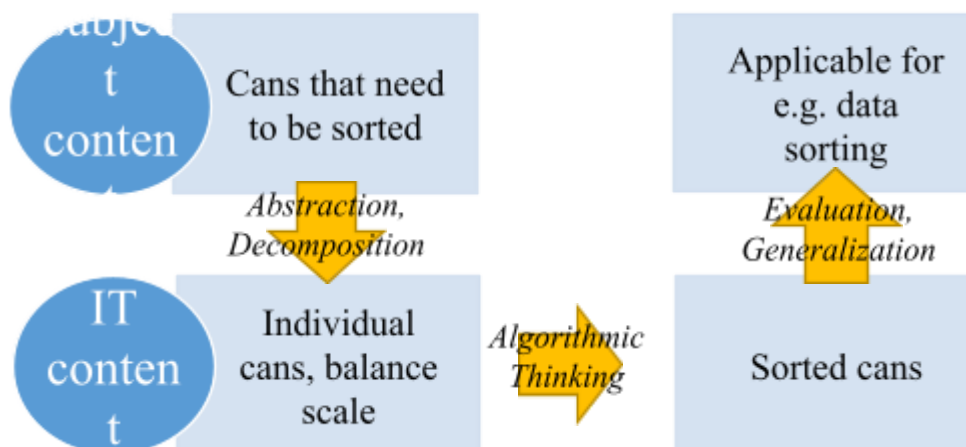 subjec
t
conten
Cans that need
to be sorted
Applicable for
e.g. data
sorting
Abstraction,
Decomposition
Evaluation,
Generalization
IT
conten
t
Individual
cans, balance
scale
Algorithmic
Thinking
Sorted cans